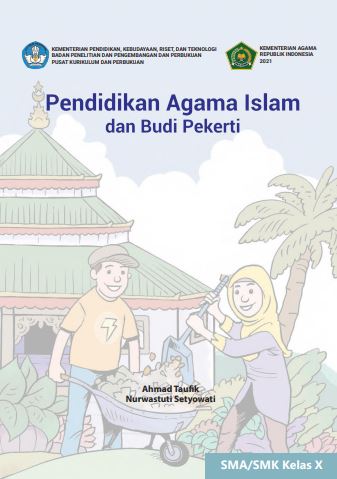 KEMENTERIAN PENDIDIKAN, KEBUDAYAAN, RISET, DAN TEKNOLOGI
BADAN PENELITIAN DAN PENGEMBANGAN DAN PERBUKUAN
PUSAT KURIKULUM DAN PERBUKUAN
KEMENTERIAN AGAMA
REPUBLIK INDONESIA
2021
Pendidikan Agama Islam
dan Budi Pekerti
Ahmad Taufik
Nurwastuti Setyowati
SMA/SMK Kelas X